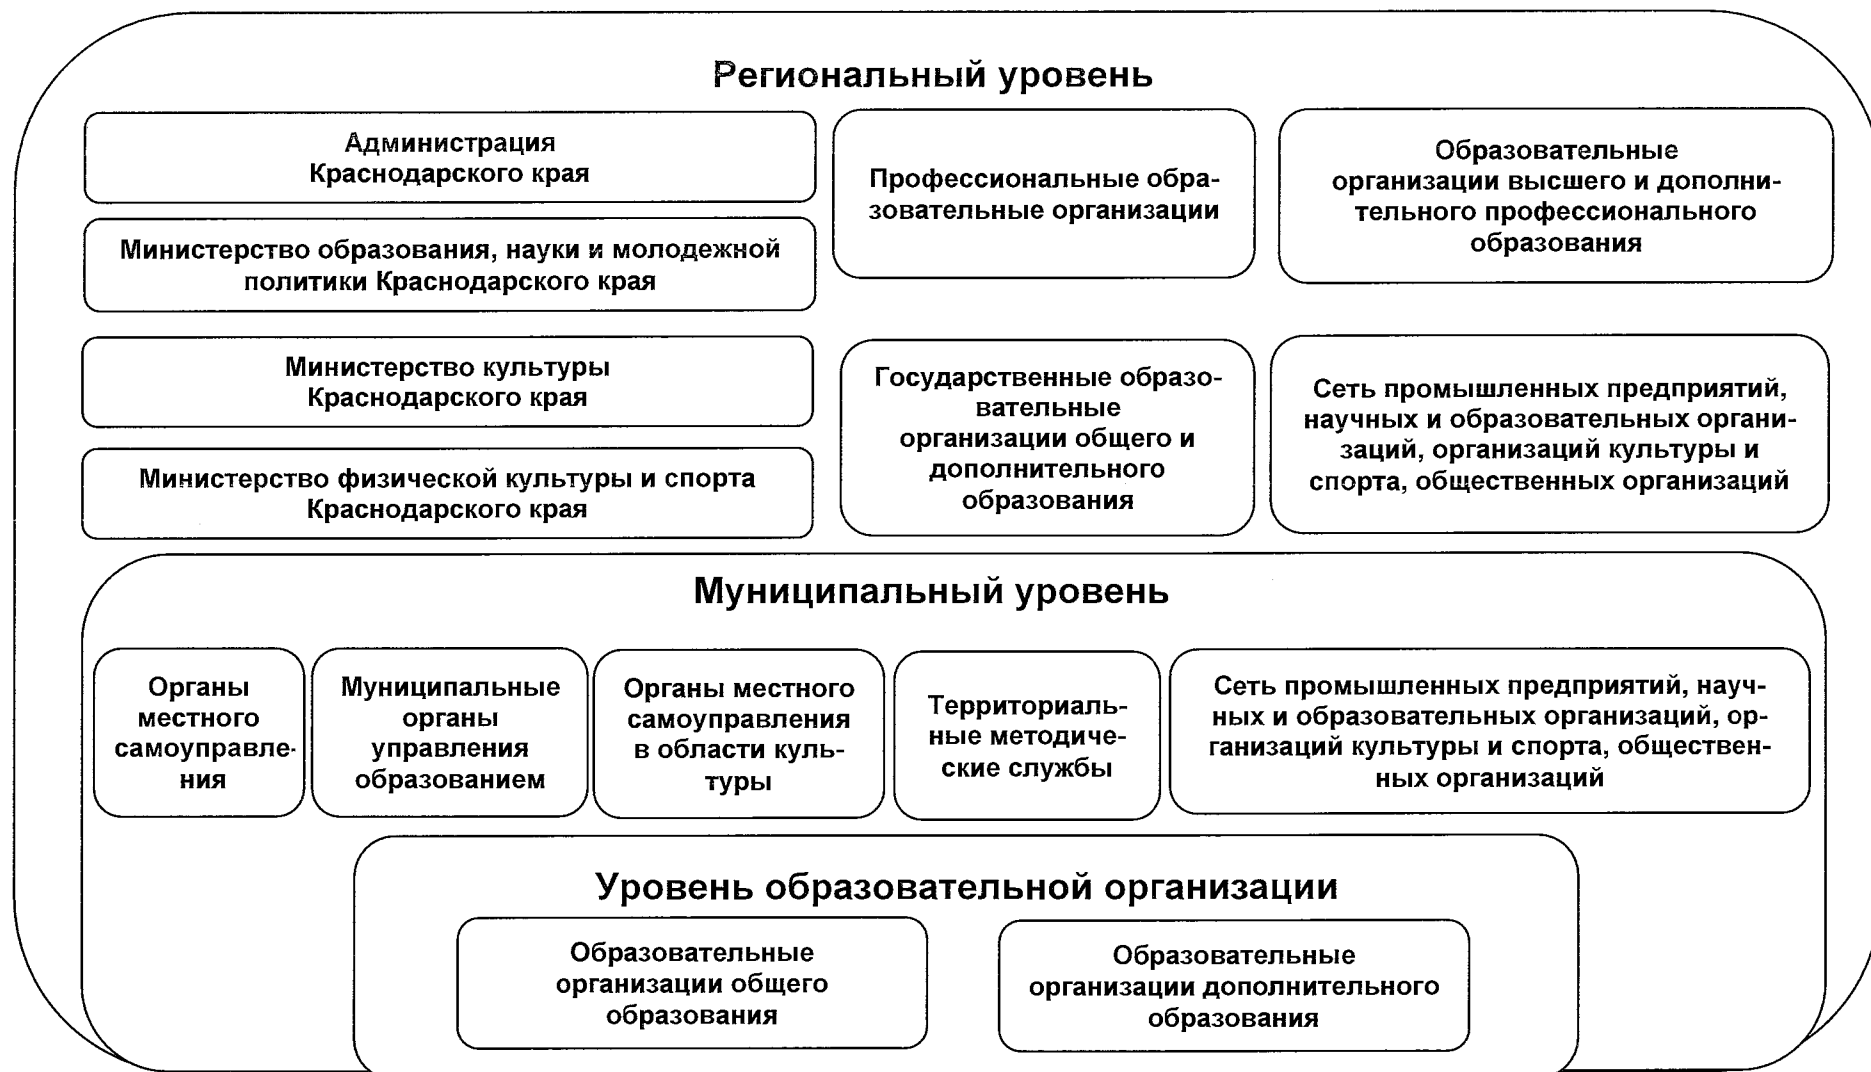 Региональный уровень
Администрация
Краснодарского края
Министерство образования, науки и молодежной
политики Краснодарского края
Министерство культуры
Краснодарского края
Министерство физической культуры и спорта
Краснодарского края
Профессиональные обра-
зовательные организации
Государственные образо-
вательные
организации общего и
дополнительного
образования
Образовательные
организации высшего и дополни-
тельного профессионального
образования
Сеть промышленных предприятий,
научных и образовательных органи-
заций, организаций культуры и
спорта, общественных организаций
Муниципальный уровень
Органы
местного
самоуправле-
ния
Муниципальные
органы
управления
образованием
Органы местного
самоуправления
в области куль-
туры
Территориаль-
ные методиче-
ские службы
Сеть промышленных предприятий, науч-
ных и образовательных организаций, ор-
ганизаций культуры и спорта, обществен-
ных организаций
Уровень образовательной организации
Образовательные
организации общего
образования
Образовательные
организации дополнительного
образования